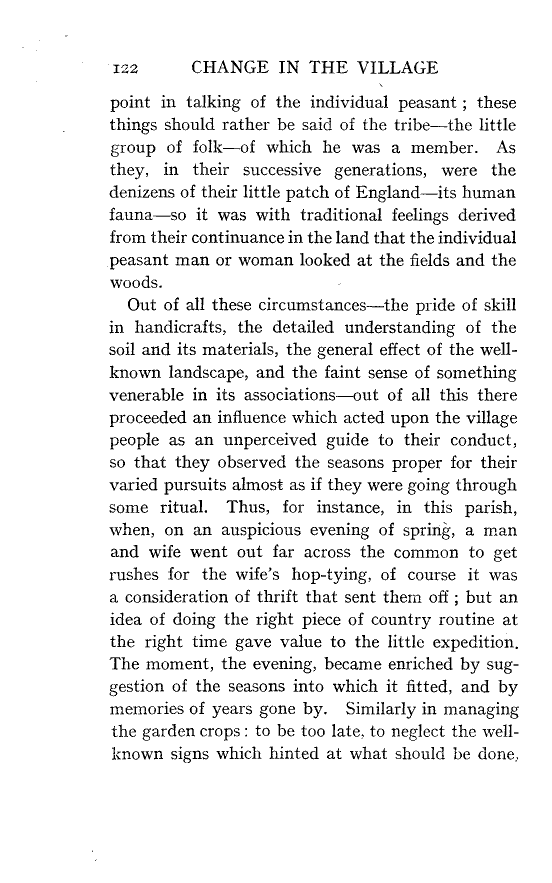 122 CHANGE IN THE VILLAGE
point in talking of the individual peasant ; these
things should rather be said of the tribe—the little
group of folk—of which he was a member. As
they, in their successive generations, were the
denizens of their little patch of England—its human
fauna—so it was with traditional feelings derived
from their continuance in the land that the individual
peasant man or woman looked at the fields and the
woods.
Out of all these circumstances—the pride of skill
in handicrafts, the detailed understanding of the
soil and its materials, the general effect of the well-
known landscape, and the faint sense of something
venerable in its associations—out of all this there
proceeded an influence which acted upon the village
people as an unperceived guide to their conduct,
so that they observed the seasons proper for their
varied pursuits almost as if they were going through
some ritual. Thus, for instance, in this parish,
when, on an auspicious evening of spring, a man
and wife went out far across the common to get
rushes for the wife's hop-tying, of course it was
a consideration of thrift that sent them off ; but an
idea of doing the right piece of country routine at
the right time gave value to the little expedition.
The moment, the evening, became enriched by sug-
gestion of the seasons into which it fitted, and by
memories of years gone by. Similarly in managing
the garden crops : to be too late, to neglect the well-
known signs which hinted at what should be done,